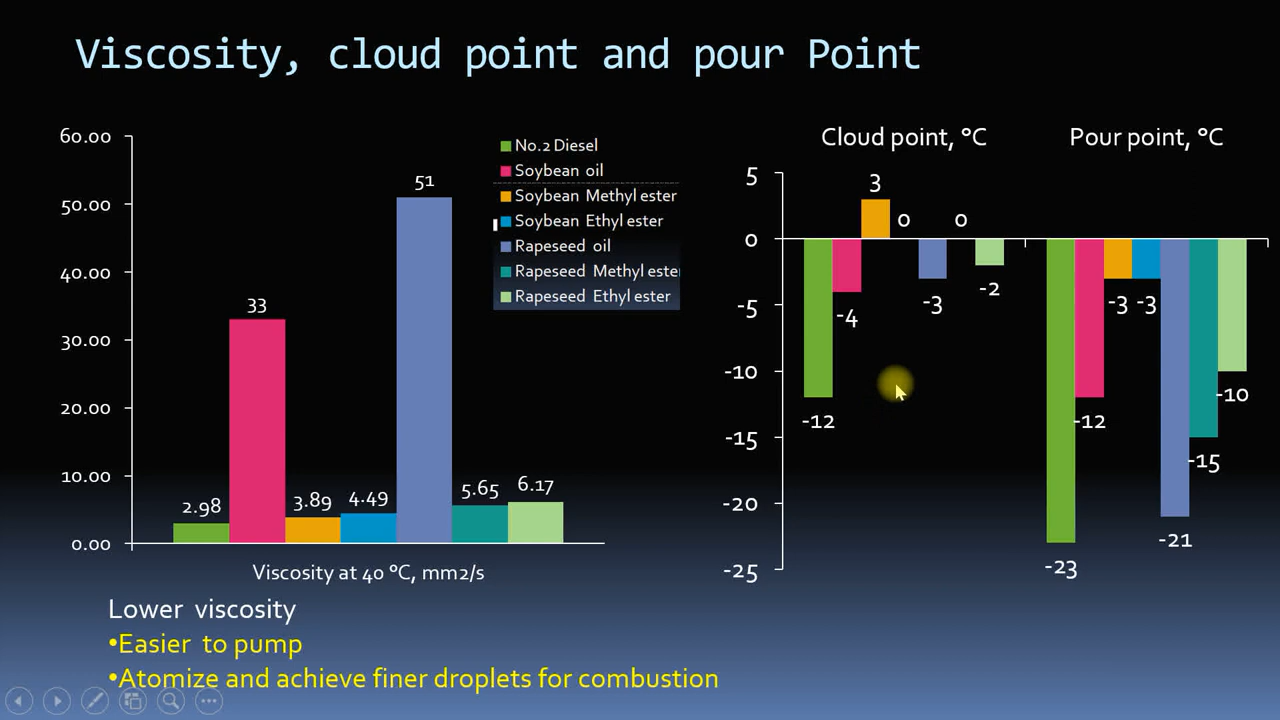 Viscosity, cloud point and pour Point
60.00
50.00
40.00
30.00
20.00
10.00
0.00
2.98
33
3.89
4.49
51
5.65
6.17
Viscosity at 40 °C, mm2/s
No.2 Diesel
Soybean oil
Soybean Methyl ester
Soybean Ethyl ester
Rapeseed oil
Rapeseed Methyl ester
Rapeseed Ethyl ester
Cloud point, °C
Pour point, °C
5
0
-5
-10
-15
-20
-25
-12
-4
3
0
-3
0
-2
-23
-12
-3
-3
-21
-15
-10
Lower viscosity
•Easier to pump
•Atomize and achieve finer droplets for combustion